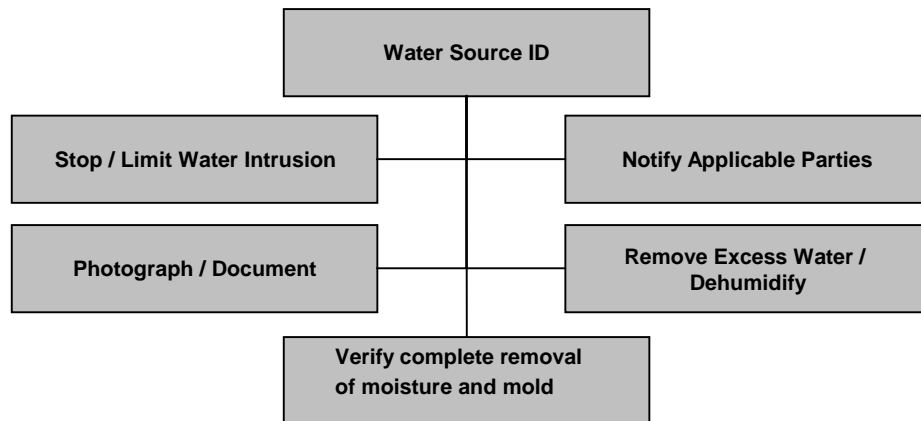 Water Source ID
Stop / Limit Water Intrusion
Notify Applicable Parties
Photograph / Document
Remove Excess Water /
Dehumidify
Verify complete removal
of moisture and mold